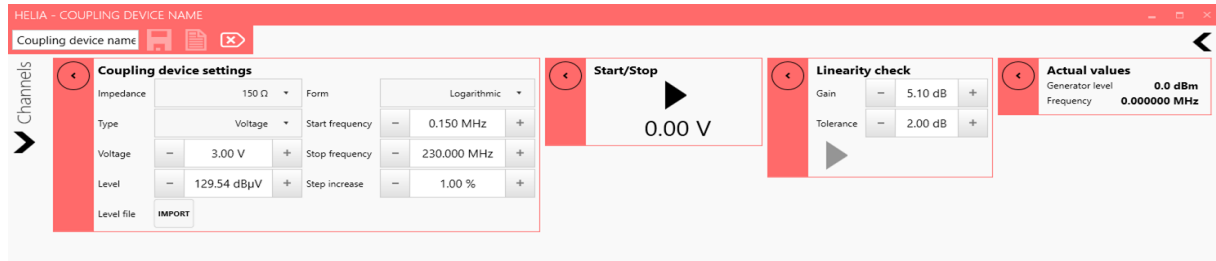 HELIA - COUPLING DEVICE NAME
Coupling device name
Channels
Coupling device settings
Impedance 150 Ω Form Logarithmic
Type Voltage Start frequency − 0.150 MHz +
Voltage − 3.00 V + Stop frequency − 230.000 MHz +
Level − 129.54 dBµV + Step increase − 1.00 % +
Level file IMPORT
Start/Stop
0.00 V
Linearity check
Gain − 5.10 dB +
Tolerance − 2.00 dB +
Actual values
Generator level 0.0 dBm
Frequency 0.000000 MHz